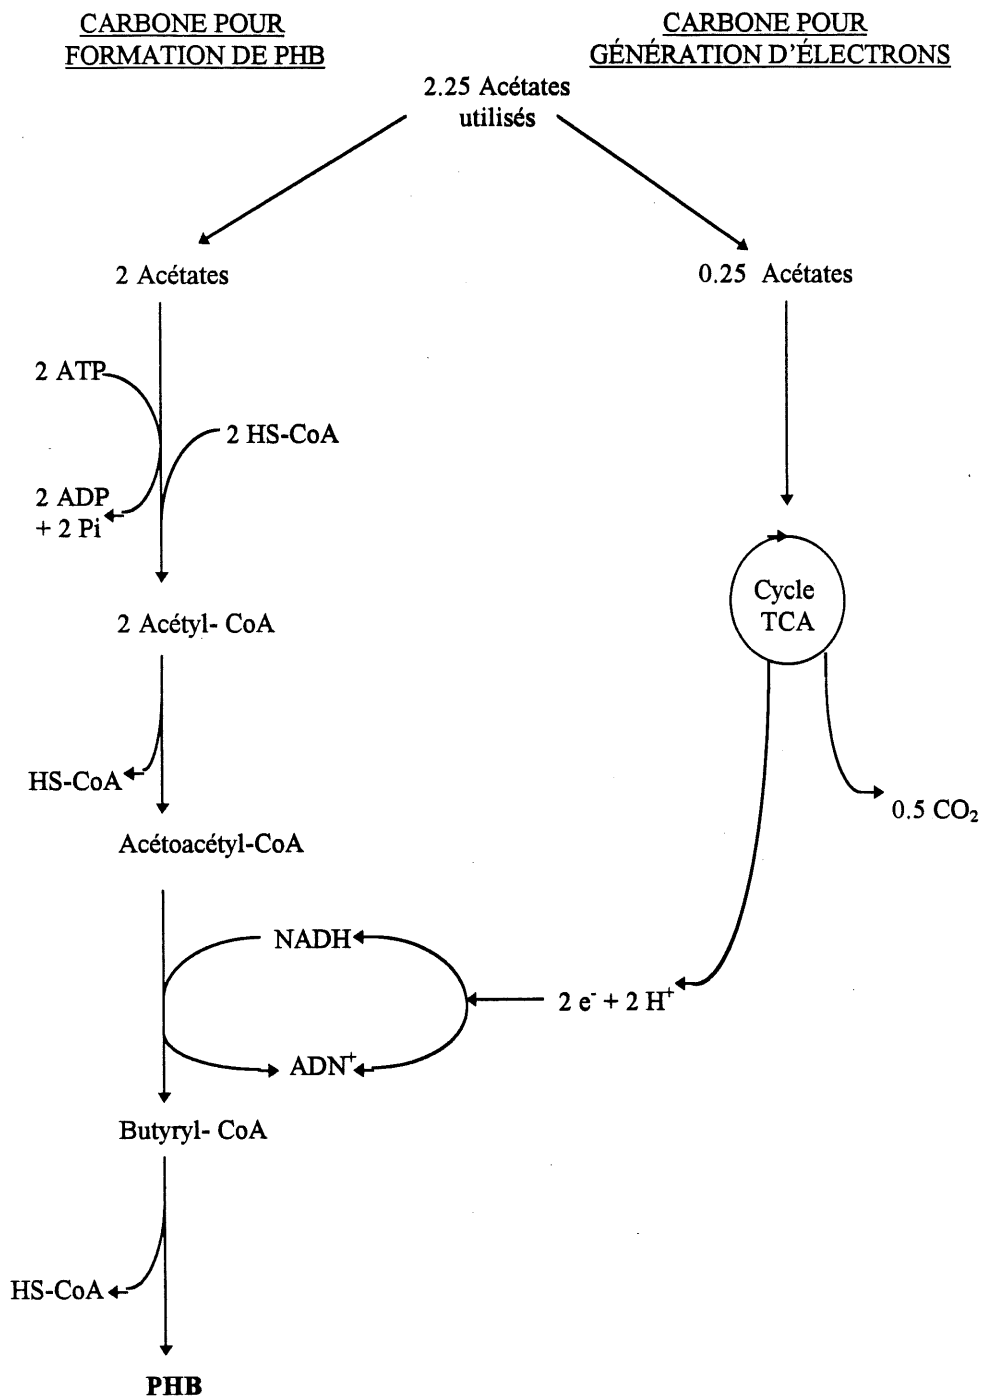 CARBONE POUR
FORMATION DE PHB
CARBONE POUR
GÉNÉRATION D'ÉLECTRONS
2.25 Acétates
utilisés
2 Acétates
0.25 Acétates
2 ATP
2 HS-CoA
2 ADP
+ 2 Pi
Cycle
TCA
2 Acétyl- CoA
HS-CoA
0.5 CO₂
Acétoacétyl-CoA
NADH
2 e⁻ + 2 H⁺
ADN⁺
Butyryl- CoA
HS-CoA
PHB